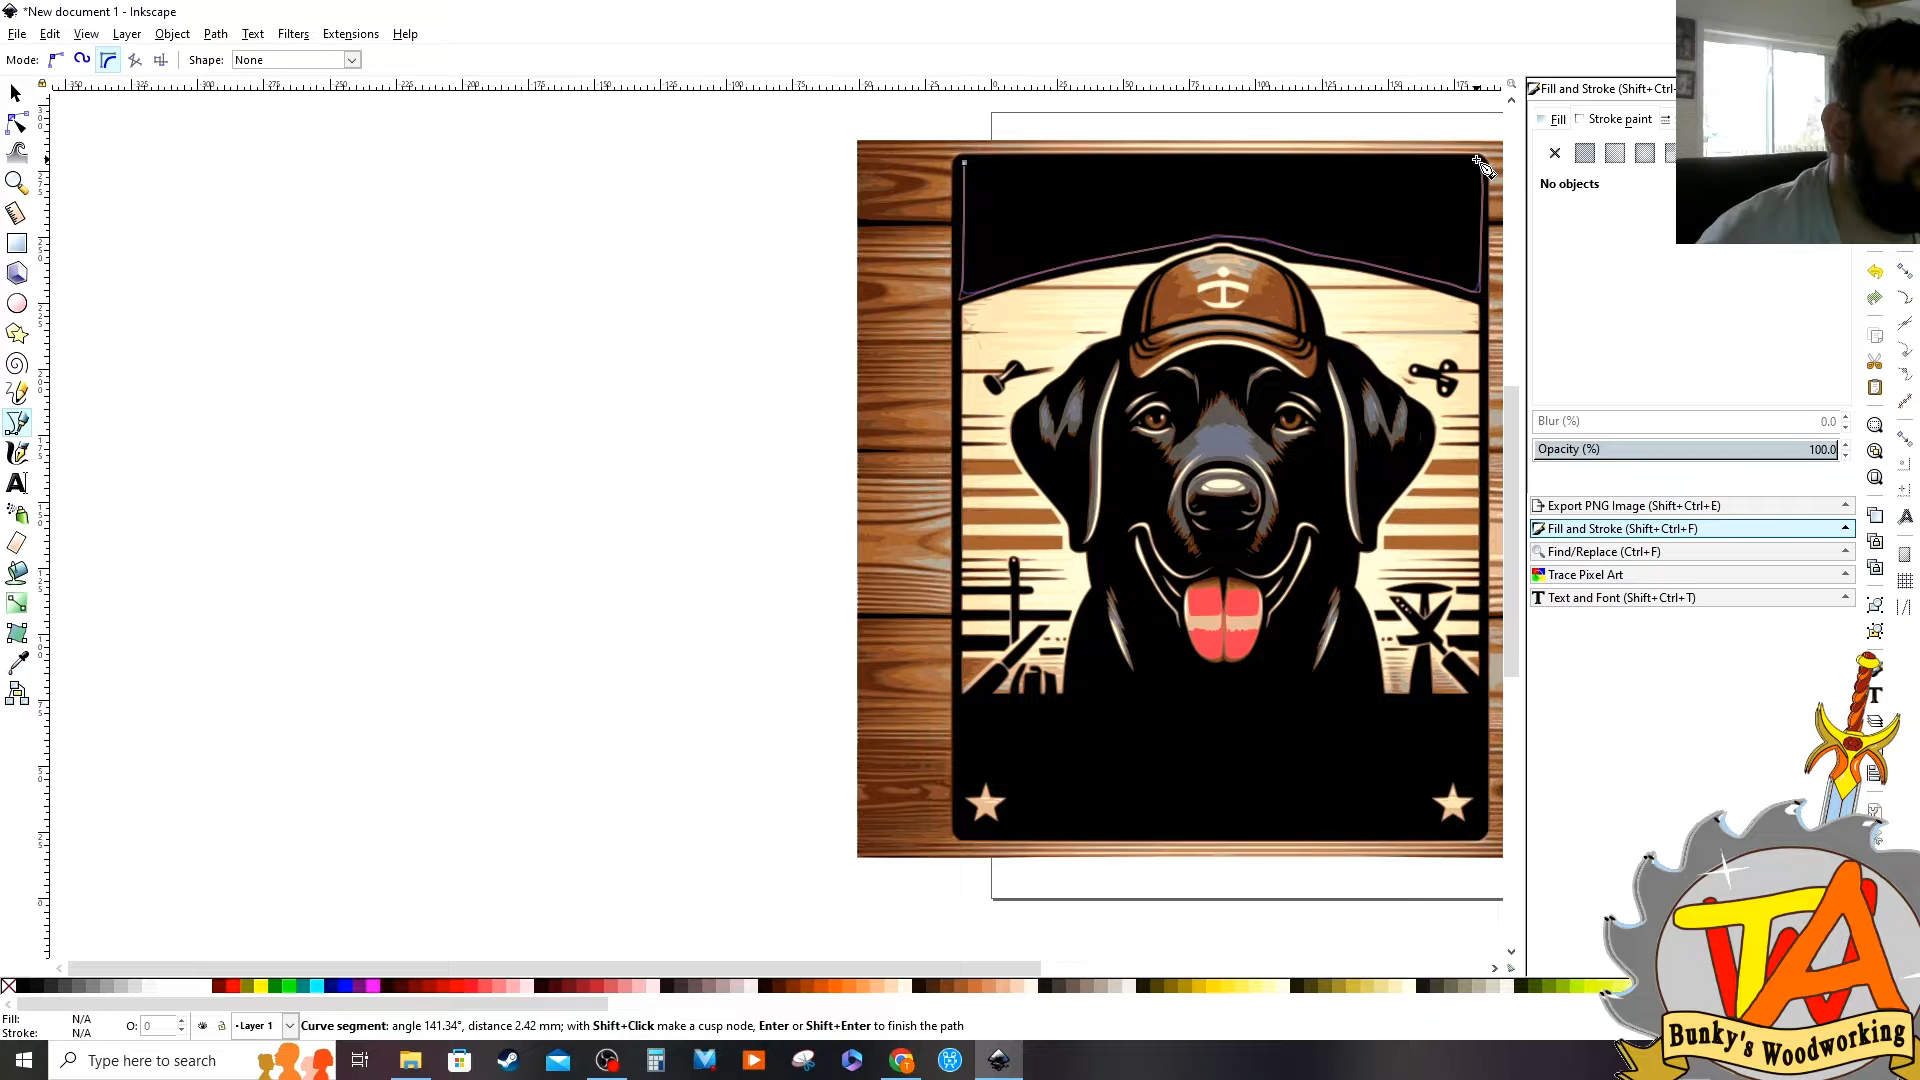 *New document 1 - Inkscape
File Edit View Layer Object Path Text Filters Extensions Help
Mode: Shape: None
Fill and Stroke (Shift+Ctrl+
Fill Stroke paint
No objects
Blur (%) 0.0
Opacity (%) 100.0
Export PNG Image (Shift+Ctrl+E)
Fill and Stroke (Shift+Ctrl+F)
Find/Replace (Ctrl+F)
Trace Pixel Art
Text and Font (Shift+Ctrl+T)
Fill: N/A
Stroke: N/A
O: 0
Layer 1
Curve segment: angle 141.34°, distance 2.42 mm; with Shift+Click make a cusp node, Enter or Shift+Enter to finish the path
Type here to search
Bunky's Woodworking